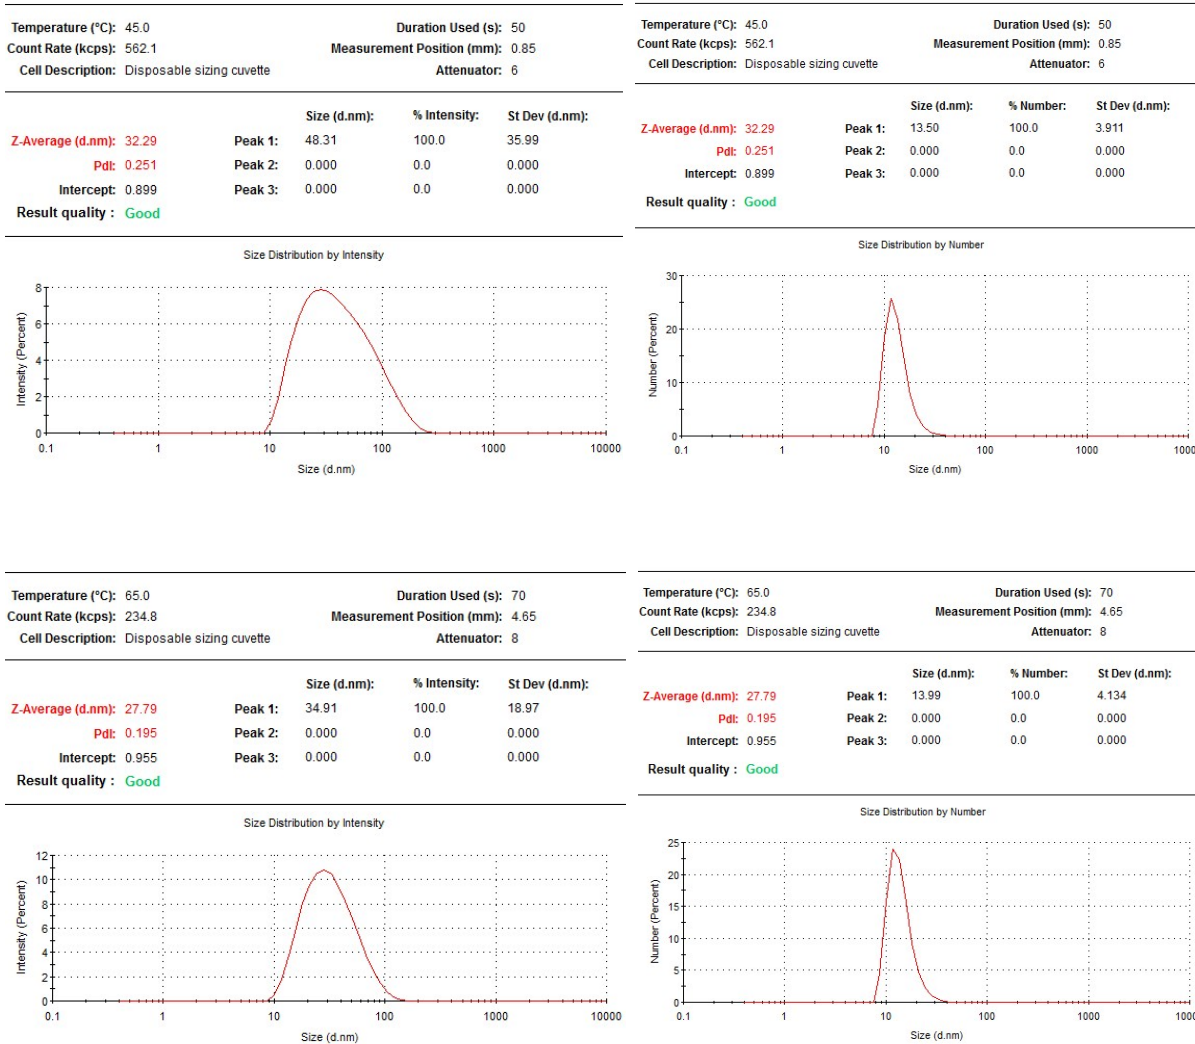 Temperature (°C): 45.0 Duration Used (s): 50
Count Rate (kcps): 562.1 Measurement Position (mm): 0.85
Cell Description: Disposable sizing cuvette Attenuator: 6
Size (d.nm): % Intensity: St Dev (d.nm):
Z-Average (d.nm): 32.29 Peak 1: 48.31 100.0 35.99
PdI: 0.251 Peak 2: 0.000 0.0 0.000
Intercept: 0.899 Peak 3: 0.000 0.0 0.000
Result quality : Good
Size Distribution by Intensity
Intensity (Percent)
8
6
4
2
0
0.1 1 10 100 1000 10000
Size (d.nm)
Temperature (°C): 45.0 Duration Used (s): 50
Count Rate (kcps): 562.1 Measurement Position (mm): 0.85
Cell Description: Disposable sizing cuvette Attenuator: 6
Size (d.nm): % Number: St Dev (d.nm):
Z-Average (d.nm): 32.29 Peak 1: 13.50 100.0 3.911
PdI: 0.251 Peak 2: 0.000 0.0 0.000
Intercept: 0.899 Peak 3: 0.000 0.0 0.000
Result quality : Good
Size Distribution by Number
Number (Percent)
30
20
10
0
0.1 1 10 100 1000 1000
Size (d.nm)
Temperature (°C): 65.0 Duration Used (s): 70
Count Rate (kcps): 234.8 Measurement Position (mm): 4.65
Cell Description: Disposable sizing cuvette Attenuator: 8
Size (d.nm): % Intensity: St Dev (d.nm):
Z-Average (d.nm): 27.79 Peak 1: 34.91 100.0 18.97
PdI: 0.195 Peak 2: 0.000 0.0 0.000
Intercept: 0.955 Peak 3: 0.000 0.0 0.000
Result quality : Good
Size Distribution by Intensity
Intensity (Percent)
12
10
8
6
4
2
0
0.1 1 10 100 1000 10000
Size (d.nm)
Temperature (°C): 65.0 Duration Used (s): 70
Count Rate (kcps): 234.8 Measurement Position (mm): 4.65
Cell Description: Disposable sizing cuvette Attenuator: 8
Size (d.nm): % Number: St Dev (d.nm):
Z-Average (d.nm): 27.79 Peak 1: 13.99 100.0 4.134
PdI: 0.195 Peak 2: 0.000 0.0 0.000
Intercept: 0.955 Peak 3: 0.000 0.0 0.000
Result quality : Good
Size Distribution by Number
Number (Percent)
25
20
15
10
5
0
0.1 1 10 100 1000 1000
Size (d.nm)